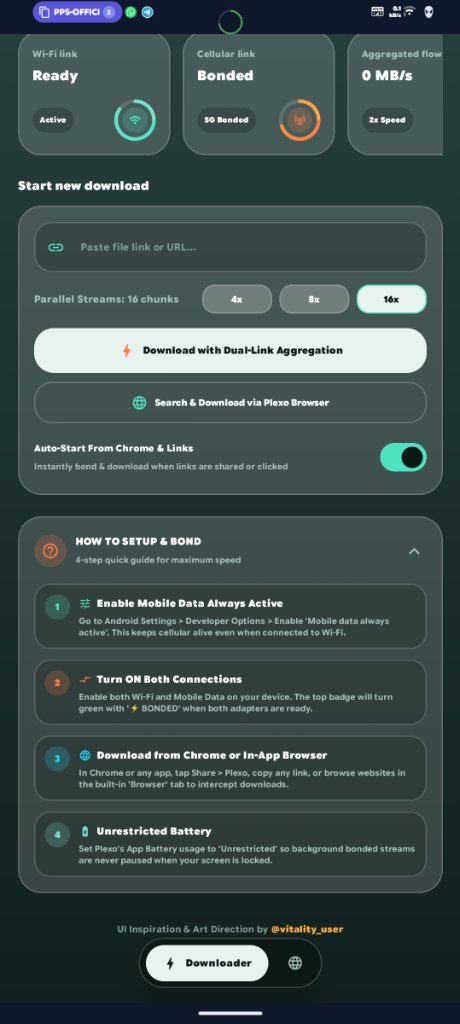 PPS-OFFICI 2
0.1
kB/s
Wi-Fi link
Ready
Active
Cellular link
Bonded
5G Bonded
Aggregated flow
0 MB/s
2x Speed
Start new download
Paste file link or URL...
Parallel Streams: 16 chunks
4x
8x
16x
Download with Dual-Link Aggregation
Search & Download via Plexo Browser
Auto-Start From Chrome & Links
Instantly bond & download when links are shared or clicked
HOW TO SETUP & BOND
4-step quick guide for maximum speed
1
Enable Mobile Data Always Active
Go to Android Settings > Developer Options > Enable 'Mobile data always
active'. This keeps cellular alive even when connected to Wi-Fi.
2
Turn ON Both Connections
Enable both Wi-Fi and Mobile Data on your device. The top badge will turn
green with '⚡ BONDED' when both adapters are ready.
3
Download from Chrome or In-App Browser
In Chrome or any app, tap Share > Plexo, copy any link, or browse websites in
the built-in 'Browser' tab to intercept downloads.
4
Unrestricted Battery
Set Plexo's App Battery usage to 'Unrestricted' so background bonded streams
are never paused when your screen is locked.
UI Inspiration & Art Direction by @vitality_user
Downloader